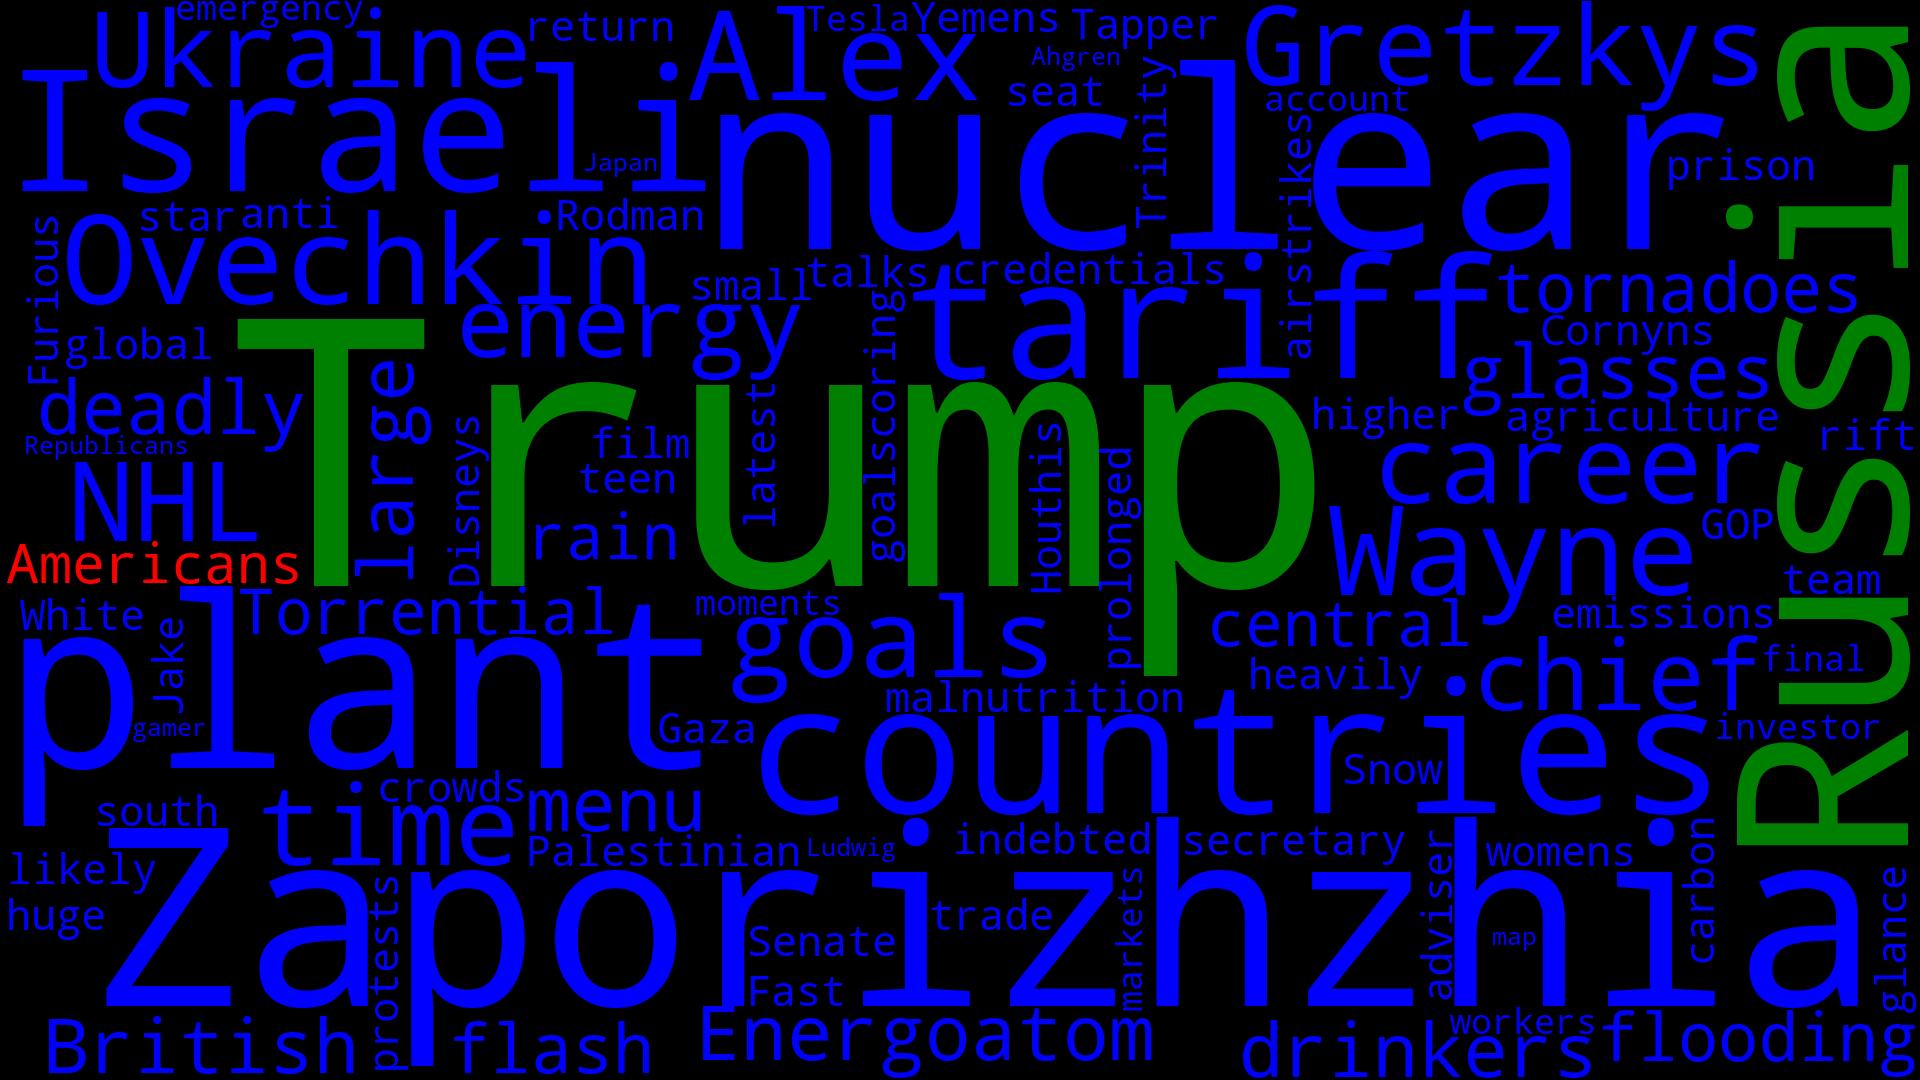 emergency
Ukraine
return
Alex
Tesla
Yemens
Tapper
Gretzkys
Russia
Israeli
Japan
nuclear
Ahgren
seat
Trinity
account
airstrikes
prison
star
anti
Rodman
Ovechkin
Furious
global
small
talks
credentials
tariff
tornadoes
Cornyns
energy
glasses
deadly
Trump
large
Disneys
film
teen
rain
latest
goalscoring
Houthis
prolonged
higher
agriculture
rift
Republicans
career
NHL
Wayne
GOP
Americans
team
White
Torrential
moments
goals
central
emissions
Jake
plant
gamer
Gaza
malnutrition
heavily
chief
final
countries
investor
Snow
south
time
crowds
menu
Palestinian
Ludwig
indebted
secretary
womens
carbon
likely
huge
Zaporizhzhia
protests
Senate
trade
markets
adviser
map
glance
Fast
British
flash
Energoatom
drinkers
workers
flooding